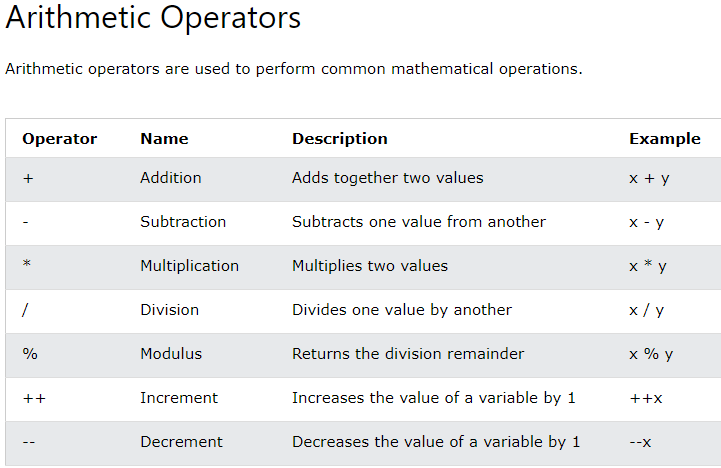 Arithmetic Operators
Arithmetic operators are used to perform common mathematical operations.
Operator Name Description Example
+ Addition Adds together two values x + y
- Subtraction Subtracts one value from another x - y
* Multiplication Multiplies two values x * y
/ Division Divides one value by another x / y
% Modulus Returns the division remainder x % y
++ Increment Increases the value of a variable by 1 ++x
-- Decrement Decreases the value of a variable by 1 --x